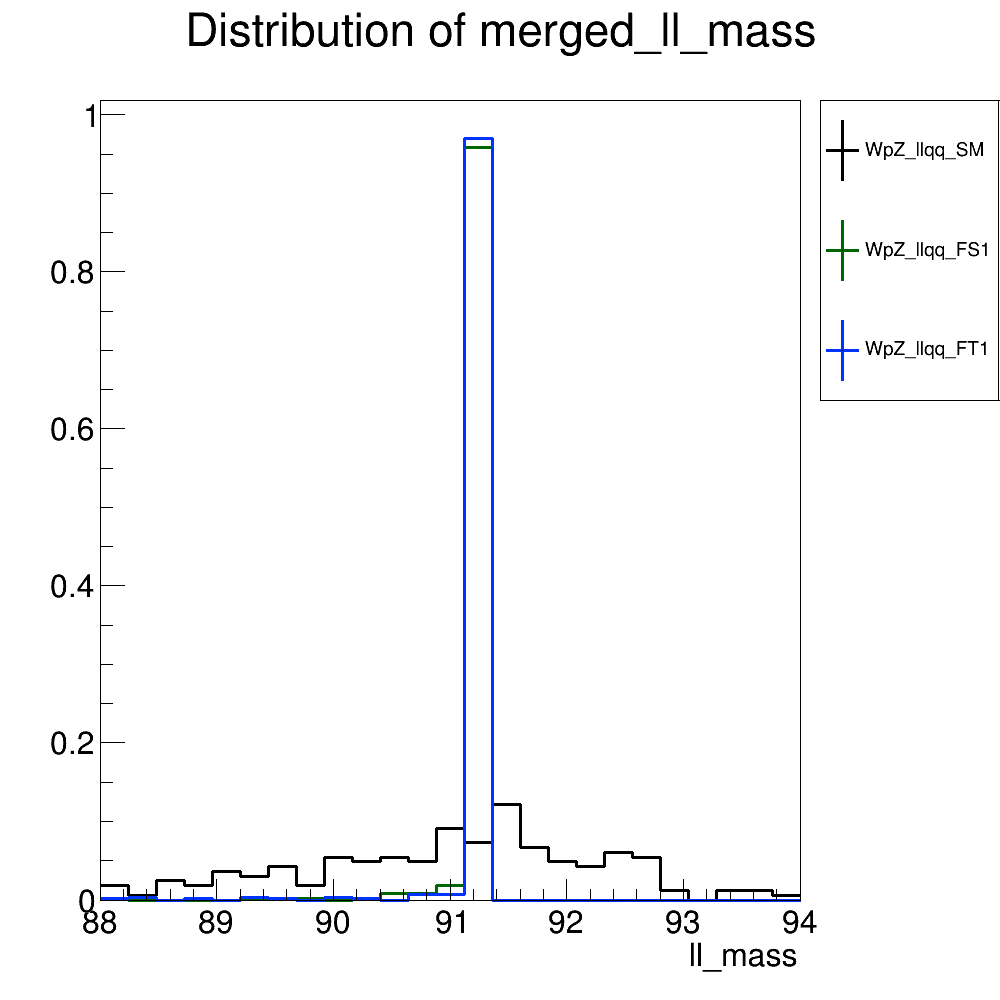 Distribution of merged_ll_mass
1
0.8
0.6
0.4
0.2
0
88 89 90 91 92 93 94
ll_mass
WpZ_llqq_SM
WpZ_llqq_FS1
WpZ_llqq_FT1